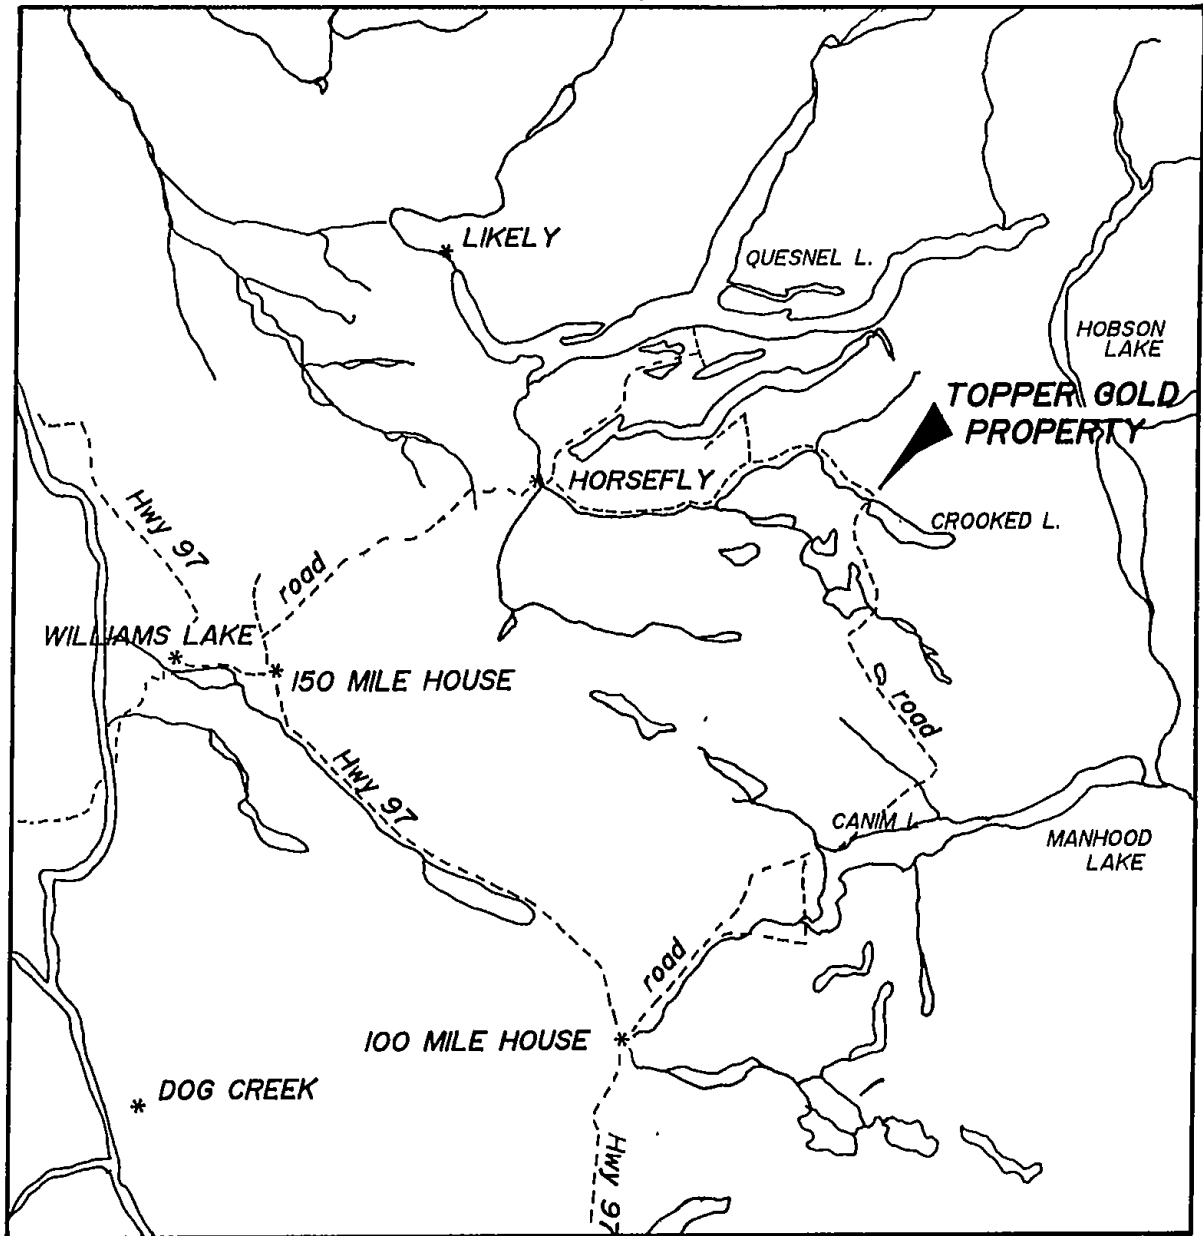 LIKELY
QUESNEL L.
HOBSON
LAKE
TOPPER GOLD
PROPERTY
HORSEFLY
CROOKED L.
Hwy 97
road
WILLIAMS LAKE
150 MILE HOUSE
road
Hwy 97
CANIM L.
MANHOOD
LAKE
road
100 MILE HOUSE
DOG CREEK
Hwy 97